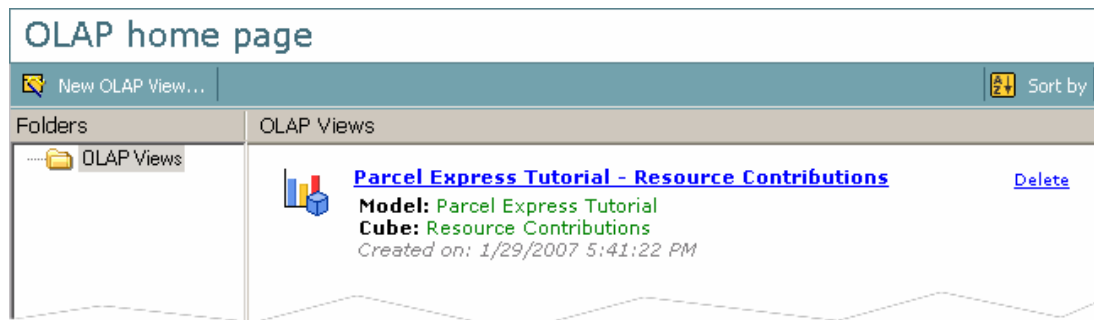 OLAP home page
New OLAP View...
Sort by
Folders
OLAP Views
OLAP Views
Parcel Express Tutorial - Resource Contributions
Delete
Model: Parcel Express Tutorial
Cube: Resource Contributions
Created on: 1/29/2007 5:41:22 PM